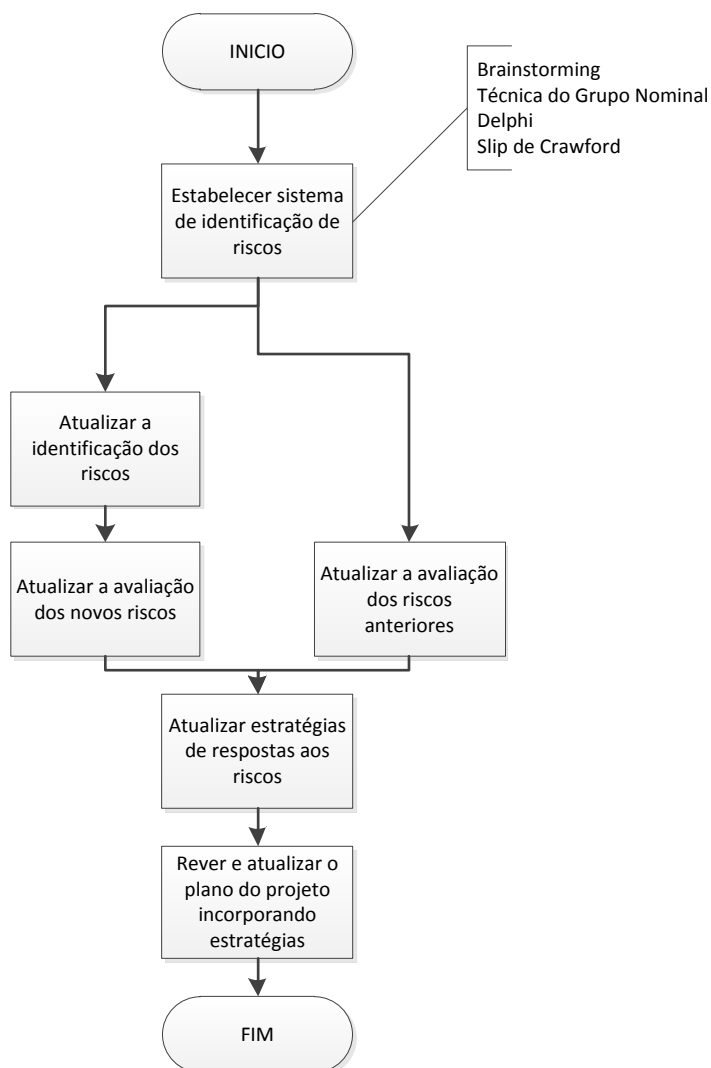 INICIO
Brainstorming
Técnica do Grupo Nominal
Delphi
Slip de Crawford
Estabelecer sistema
de identificação de
riscos
Atualizar a
identificação dos
riscos
Atualizar a avaliação
dos novos riscos
Atualizar a avaliação
dos riscos
anteriores
Atualizar estratégias
de respostas aos
riscos
Rever e atualizar o
plano do projeto
incorporando
estratégias
FIM